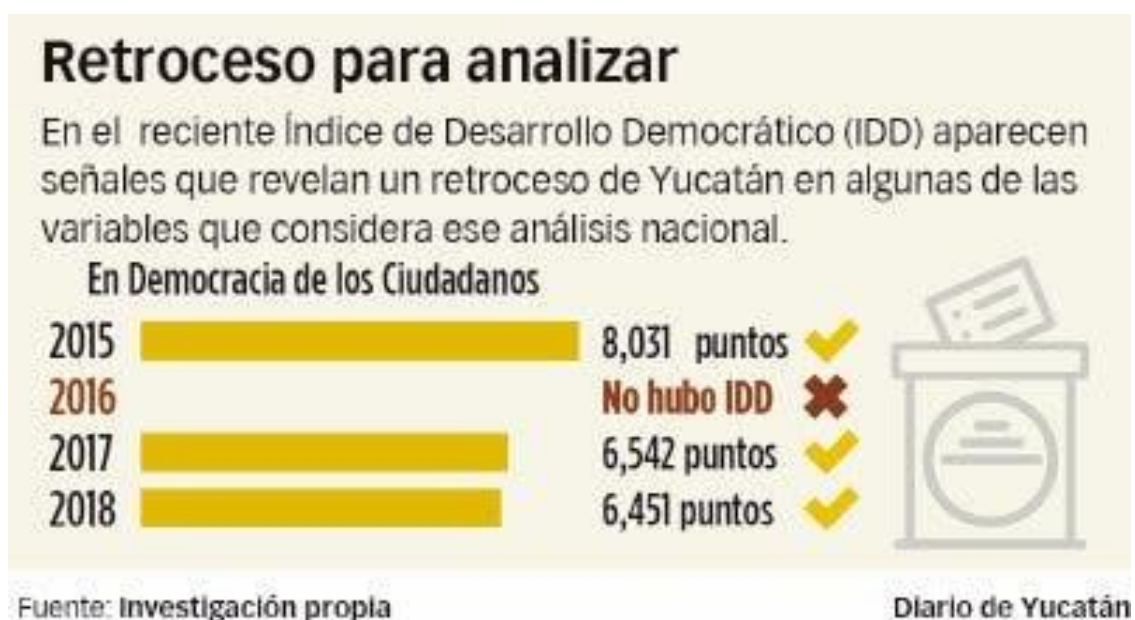 Retroceso para analizar
En el reciente Índice de Desarrollo Democrático (IDD) aparecen
señales que revelan un retroceso de Yucatán en algunas de las
variables que considera ese análisis nacional.
En Democracia de los Ciudadanos
2015 8,031 puntos
2016 No hubo IDD
2017 6,542 puntos
2018 6,451 puntos
Fuente: Investigación propia Diario de Yucatán